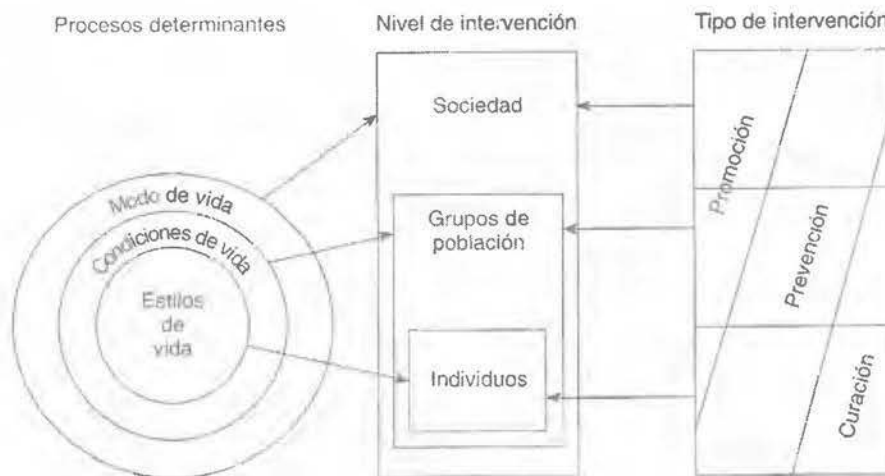 Procesos determinantes
Nivel de intervención
Tipo de intervención
Modo de vida
Condiciones de vida
Estilos
de
vida
Sociedad
Grupos de
población
Individuos
Promoción
Prevención
Curación